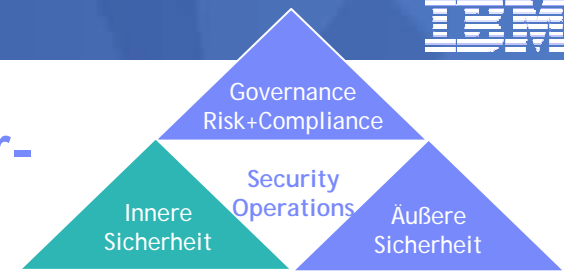 IBM
Governance
Risk+Compliance
r-
Security
Operations
Innere
Sicherheit
Äußere
Sicherheit